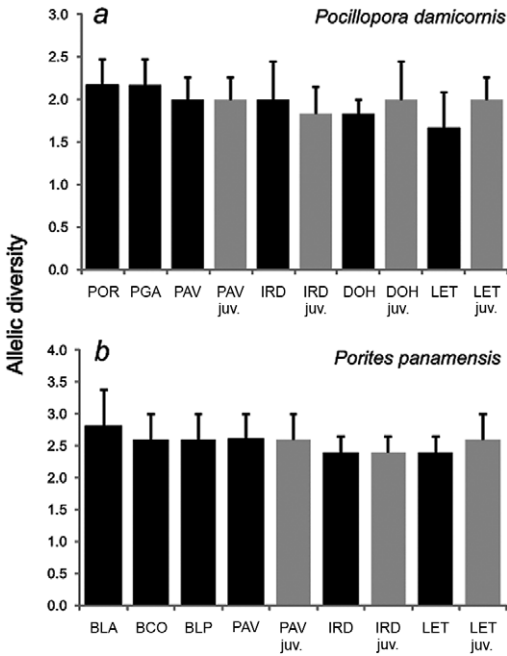 Allelic diversity
a
Pocillopora damicornis
3.0
2.5
2.0
1.5
1.0
0.5
0.0
POR PGA PAV PAV juv. IRD IRD juv. DOH DOH juv. LET LET juv.
b
Porites panamensis
4.0
3.5
3.0
2.5
2.0
1.5
1.0
0.5
0.0
BLA BCO BLP PAV PAV juv. IRD IRD juv. LET LET juv.